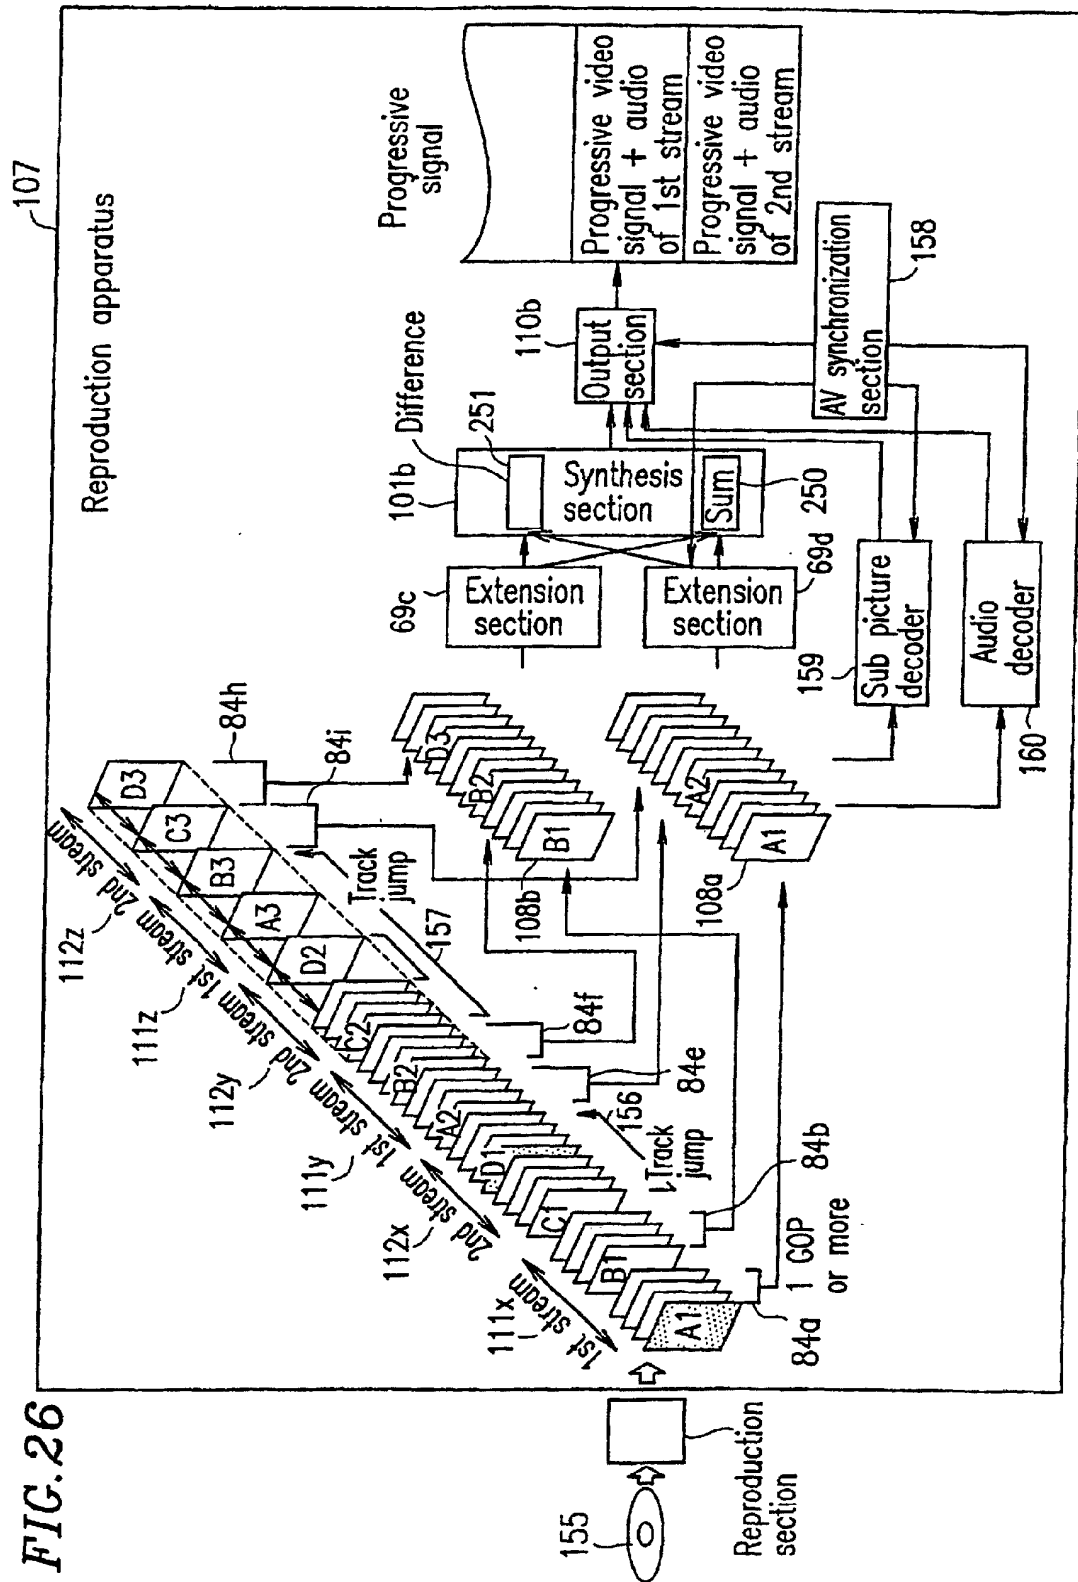 FIG.26
107
Reproduction apparatus
155
Reproduction
section
1st stream
2nd stream
1st stream
2nd stream
1st stream
2nd stream
111x
112x
111y
112y
111z
112z
A1
B1
C1
D1
A2
B2
C2
D2
A3
B3
C3
D3
84a
1 GOP
or more
84b
Track
jump
156
84e
84f
157
Track
jump
84i
84h
108b
B1
B2
D3
108a
A1
A2
69c
Extension
section
Extension
section
69d
101b
251
Difference
Synthesis
section
Sum
250
159
Sub picture
decoder
Audio
decoder
160
110b
Output
section
AV synchronization
section
158
Progressive
signal
Progressive video
signal + audio
of 1st stream
Progressive video
signal + audio
of 2nd stream